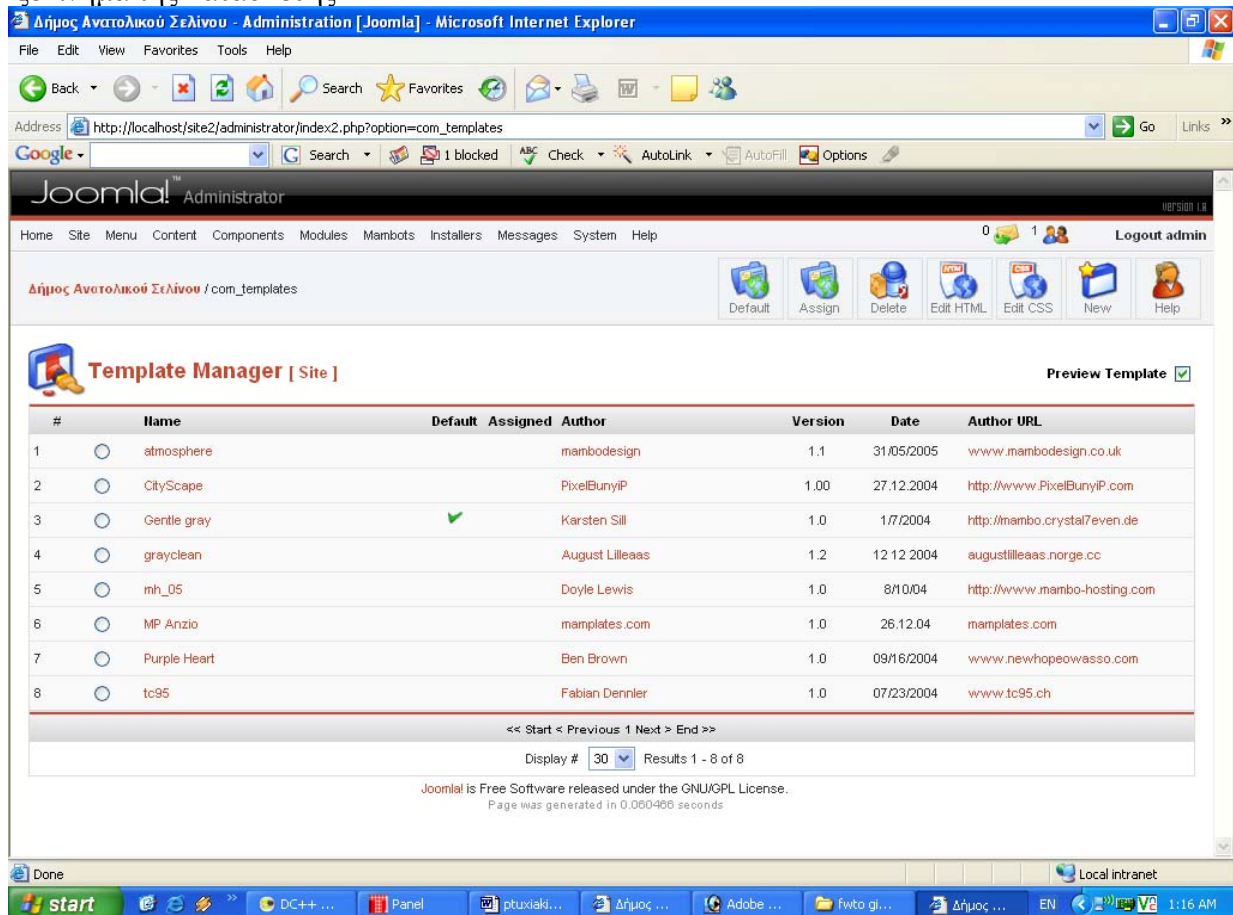 Δήμος Ανατολικού Σελίνου - Administration [Joomla] - Microsoft Internet Explorer
File Edit View Favorites Tools Help
Back Search Favorites
Address http://localhost/site2/administrator/index2.php?option=com_templates Go Links »
Google Search 1 blocked ABC Check AutoLink AutoFill Options
Joomla!™ Administrator
version 1.0
Home Site Menu Content Components Modules Mambots Installers Messages System Help 0 1 Logout admin
Δήμος Ανατολικού Σελίνου / com_templates
Default Assign Delete Edit HTML Edit CSS New Help
Template Manager [ Site ] Preview Template
# Name Default Assigned Author Version Date Author URL
1 atmosphere mambodesign 1.1 31/05/2005 www.mambodesign.co.uk
2 CityScape PixelBunyiP 1.00 27.12.2004 http://www.PixelBunyiP.com
3 Gentle gray Karsten Sill 1.0 1/7/2004 http://mambo.crystal7even.de
4 grayclean August Lilleaas 1.2 12 12 2004 augustlilleaas.norge.cc
5 mh_05 Doyle Lewis 1.0 8/10/04 http://www.mambo-hosting.com
6 MP Anzio mamplates.com 1.0 26.12.04 mamplates.com
7 Purple Heart Ben Brown 1.0 09/16/2004 www.newhopeowasso.com
8 tc95 Fabian Dennler 1.0 07/23/2004 www.tc95.ch
<< Start < Previous 1 Next > End >>
Display # 30 Results 1 - 8 of 8
Joomla! is Free Software released under the GNU/GPL License.
Page was generated in 0.060466 seconds
Done Local intranet
start » DC++ ... Panel ptuxiaki... Δήμος ... Adobe ... fwto gi... Δήμος ... EN 1:16 AM